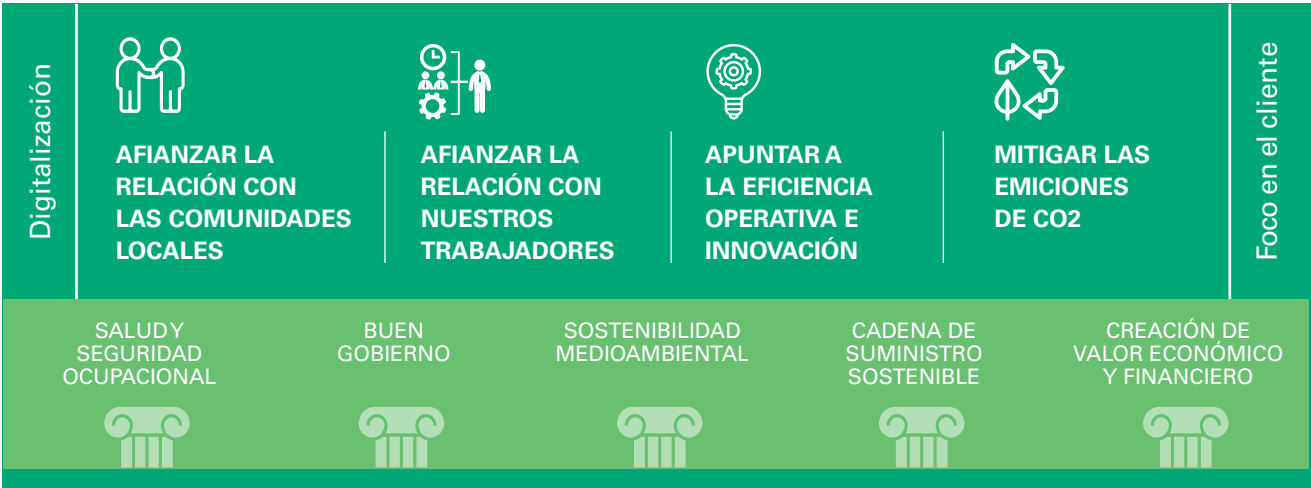 Digitalización
AFIANZAR LA
RELACIÓN CON
LAS COMUNIDADES
LOCALES
AFIANZAR LA
RELACIÓN CON
NUESTROS
TRABAJADORES
APUNTAR A
LA EFICIENCIA
OPERATIVA E
INNOVACIÓN
MITIGAR LAS
EMICIONES
DE CO2
Foco en el cliente
SALUD Y
SEGURIDAD
OCUPACIONAL
BUEN
GOBIERNO
SOSTENIBILIDAD
MEDIOAMBIENTAL
CADENA DE
SUMINISTRO
SOSTENIBLE
CREACIÓN DE
VALOR ECONÓMICO
Y FINANCIERO